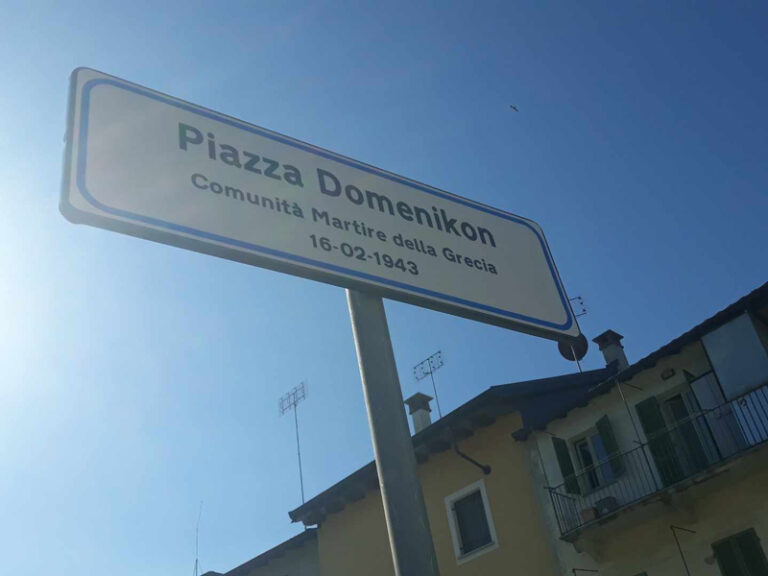 Piazza Domenikon
Comunità Martire della Grecia
16-02-1943